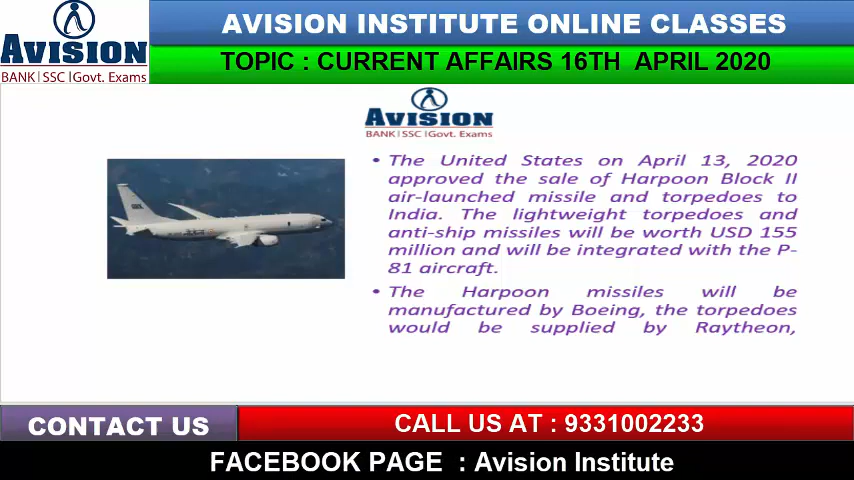 AVISION
BANK|SSC|Govt. Exams
AVISION INSTITUTE ONLINE CLASSES
TOPIC : CURRENT AFFAIRS 16TH APRIL 2020
AVISION
BANK|SSC|Govt. Exams
• The United States on April 13, 2020
approved the sale of Harpoon Block II
air-launched missile and torpedoes to
India. The lightweight torpedoes and
anti-ship missiles will be worth USD 155
million and will be integrated with the P-
81 aircraft.
• The Harpoon missiles will be
manufactured by Boeing, the torpedoes
would be supplied by Raytheon,
CONTACT US
CALL US AT : 9331002233
FACEBOOK PAGE : Avision Institute